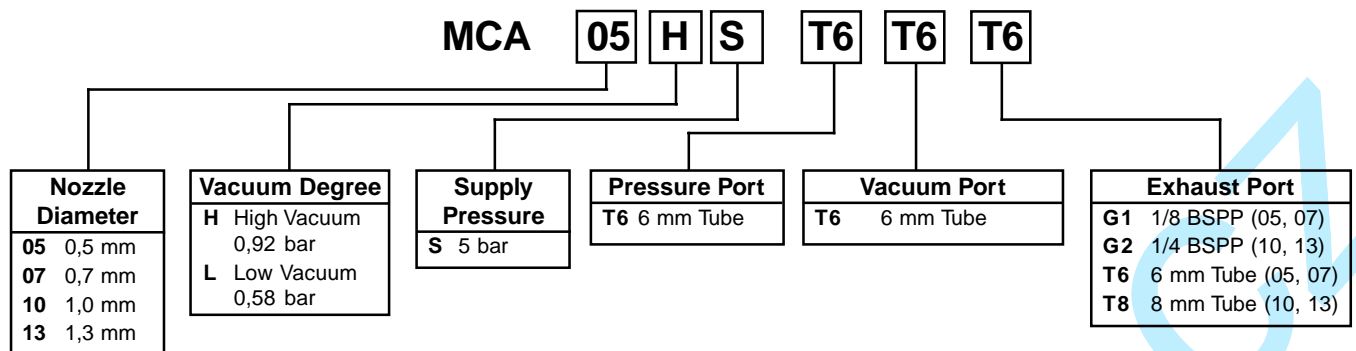 MCA 05 H S T6 T6 T6
Nozzle
Diameter
05 0,5 mm
07 0,7 mm
10 1,0 mm
13 1,3 mm
Vacuum Degree
H High Vacuum
0,92 bar
L Low Vacuum
0,58 bar
Supply
Pressure
S 5 bar
Pressure Port
T6 6 mm Tube
Vacuum Port
T6 6 mm Tube
Exhaust Port
G1 1/8 BSPP (05, 07)
G2 1/4 BSPP (10, 13)
T6 6 mm Tube (05, 07)
T8 8 mm Tube (10, 13)